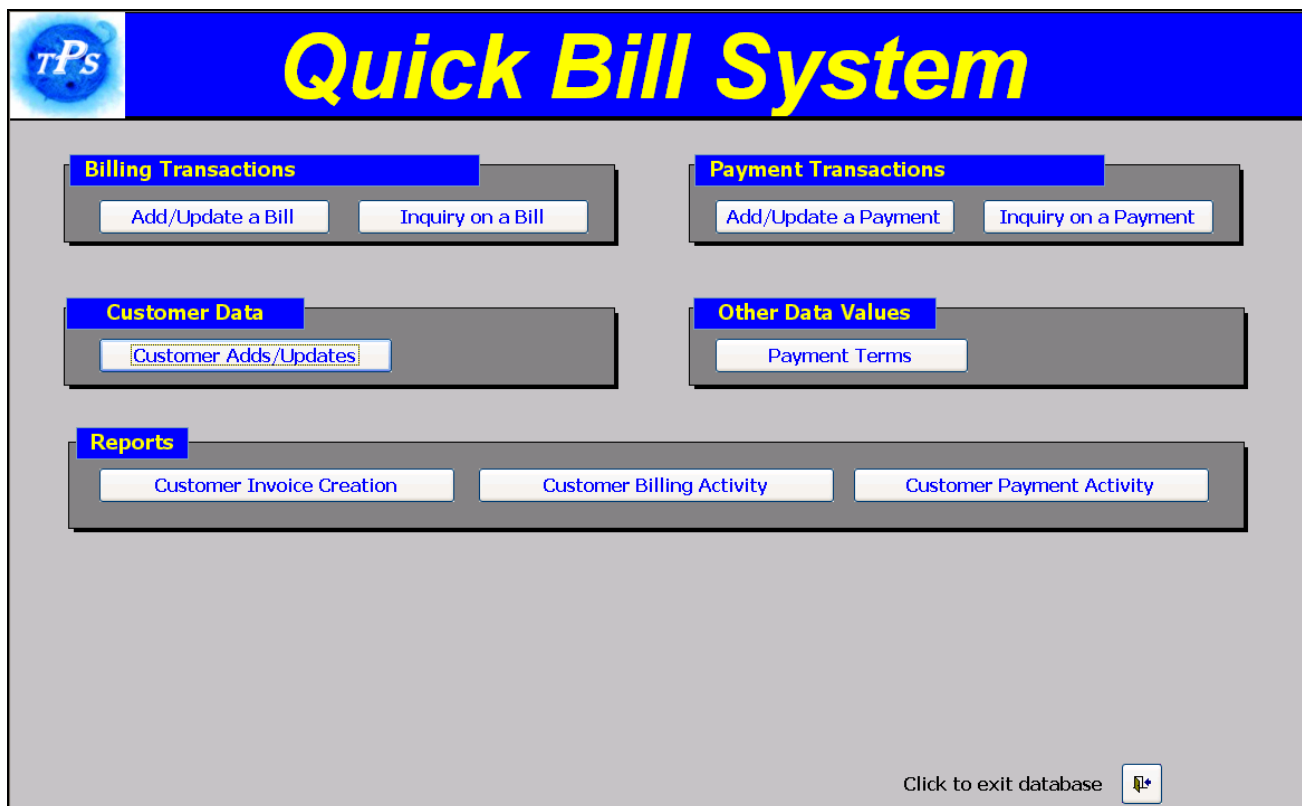 TPS
Quick Bill System
Billing Transactions
Add/Update a Bill
Inquiry on a Bill
Payment Transactions
Add/Update a Payment
Inquiry on a Payment
Customer Data
Customer Adds/Updates
Other Data Values
Payment Terms
Reports
Customer Invoice Creation
Customer Billing Activity
Customer Payment Activity
Click to exit database